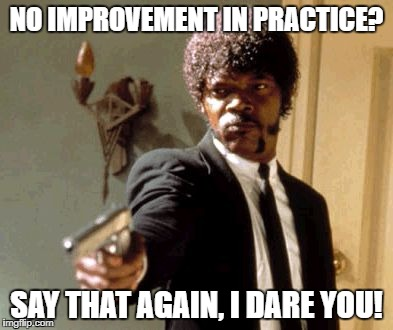 NO IMPROVEMENT IN PRACTICE?
SAY THAT AGAIN, I DARE YOU!
imgflip.com